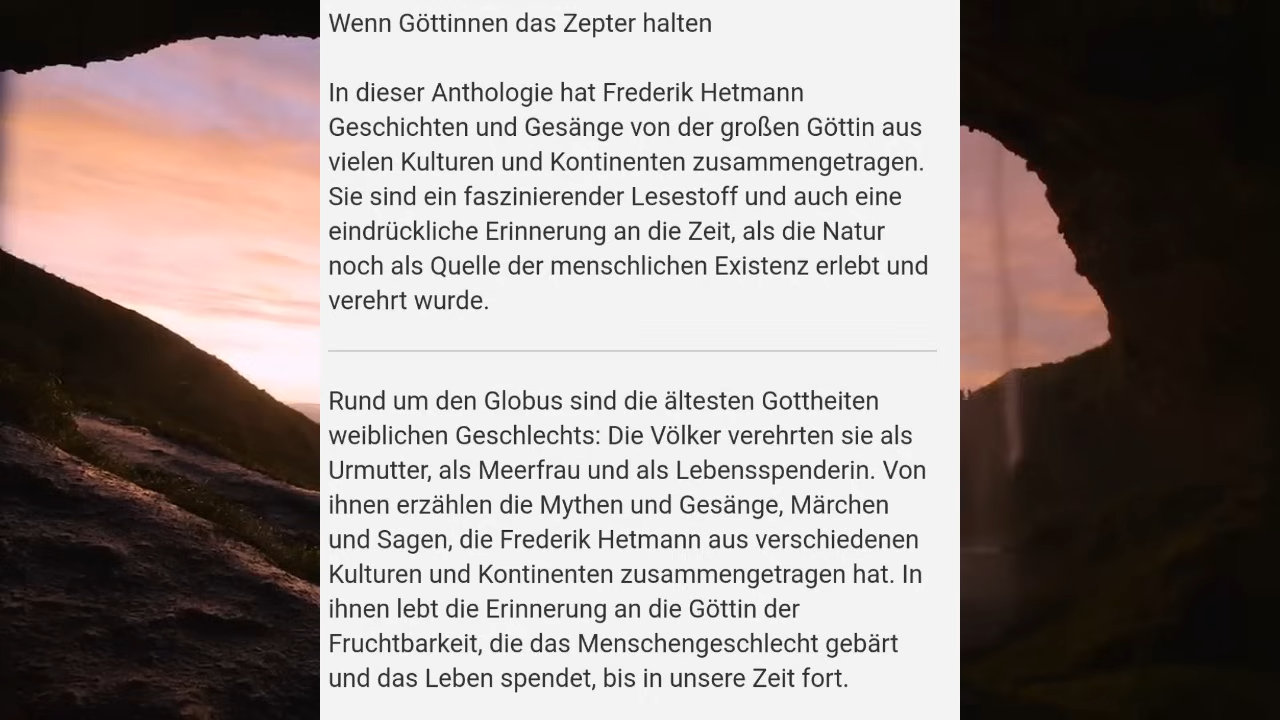 Wenn Göttinnen das Zepter halten
In dieser Anthologie hat Frederik Hetmann
Geschichten und Gesänge von der großen Göttin aus
vielen Kulturen und Kontinenten zusammengetragen.
Sie sind ein faszinierender Lesestoff und auch eine
eindrückliche Erinnerung an die Zeit, als die Natur
noch als Quelle der menschlichen Existenz erlebt und
verehrt wurde.
Rund um den Globus sind die ältesten Gottheiten
weiblichen Geschlechts: Die Völker verehrten sie als
Urmutter, als Meerfrau und als Lebensspenderin. Von
ihnen erzählen die Mythen und Gesänge, Märchen
und Sagen, die Frederik Hetmann aus verschiedenen
Kulturen und Kontinenten zusammengetragen hat. In
ihnen lebt die Erinnerung an die Göttin der
Fruchtbarkeit, die das Menschengeschlecht gebärt
und das Leben spendet, bis in unsere Zeit fort.